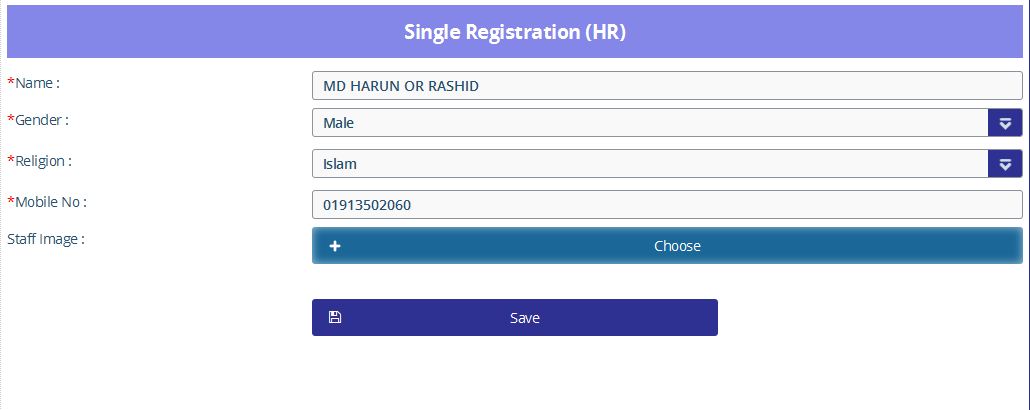 Single Registration (HR)
*Name : MD HARUN OR RASHID
*Gender : Male
*Religion : Islam
*Mobile No : 01913502060
Staff Image : Choose
Save